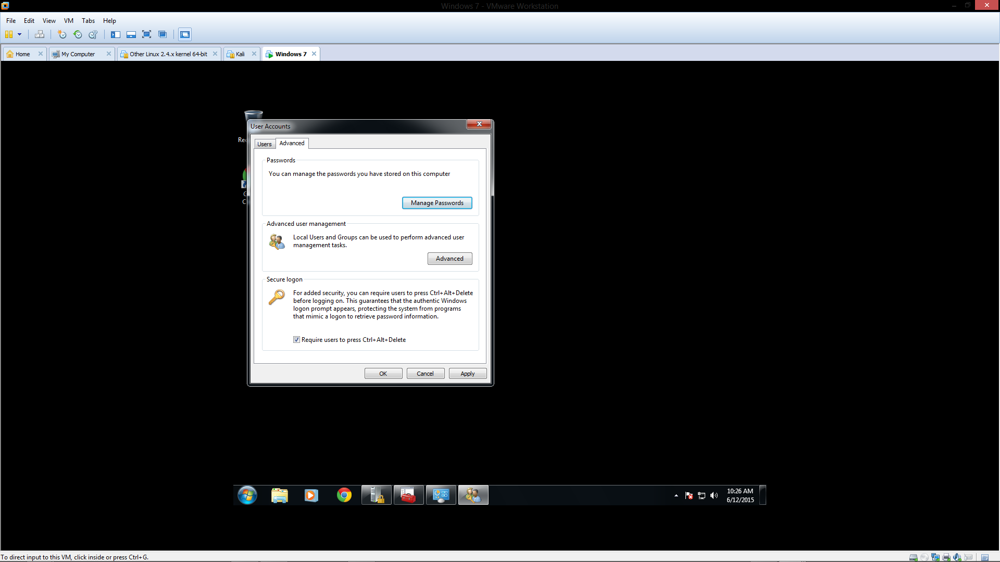 Windows 7 - VMware Workstation
File Edit View VM Tabs Help
Home My Computer Other Linux 2.4.x kernel 64-bit Kali Windows 7
User Accounts
Users Advanced
Passwords
You can manage the passwords you have stored on this computer
Manage Passwords
Advanced user management
Local Users and Groups can be used to perform advanced user
management tasks.
Advanced
Secure logon
For added security, you can require users to press Ctrl+Alt+Delete
before logging on. This guarantees that the authentic Windows
logon prompt appears, protecting the system from programs
that mimic a logon to retrieve password information.
Require users to press Ctrl+Alt+Delete
OK Cancel Apply
10:26 AM
6/12/2015
To direct input to this VM, click inside or press Ctrl+G.